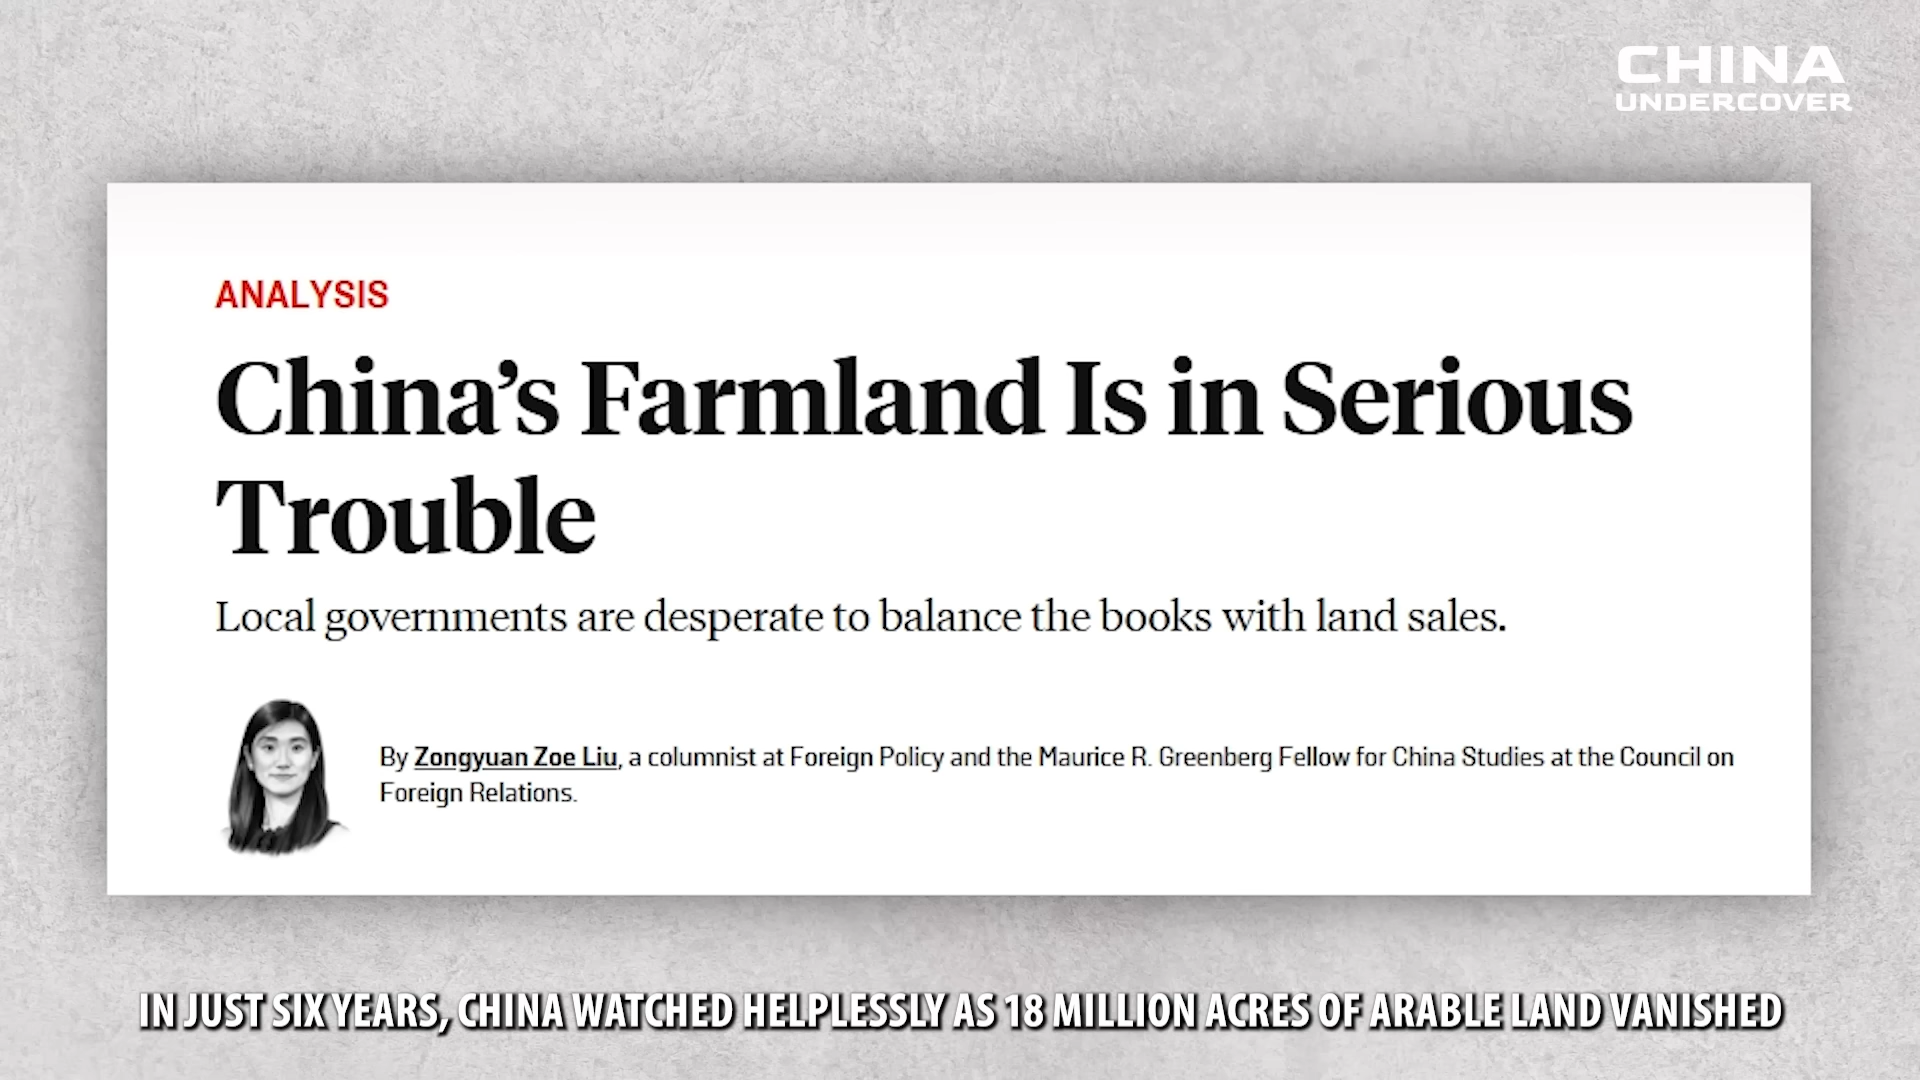 CHINA
UNDERCOVER
ANALYSIS
China’s Farmland Is in Serious
Trouble
Local governments are desperate to balance the books with land sales.
By Zongyuan Zoe Liu, a columnist at Foreign Policy and the Maurice R. Greenberg Fellow for China Studies at the Council on
Foreign Relations.
IN JUST SIX YEARS, CHINA WATCHED HELPLESSLY AS 18 MILLION ACRES OF ARABLE LAND VANISHED